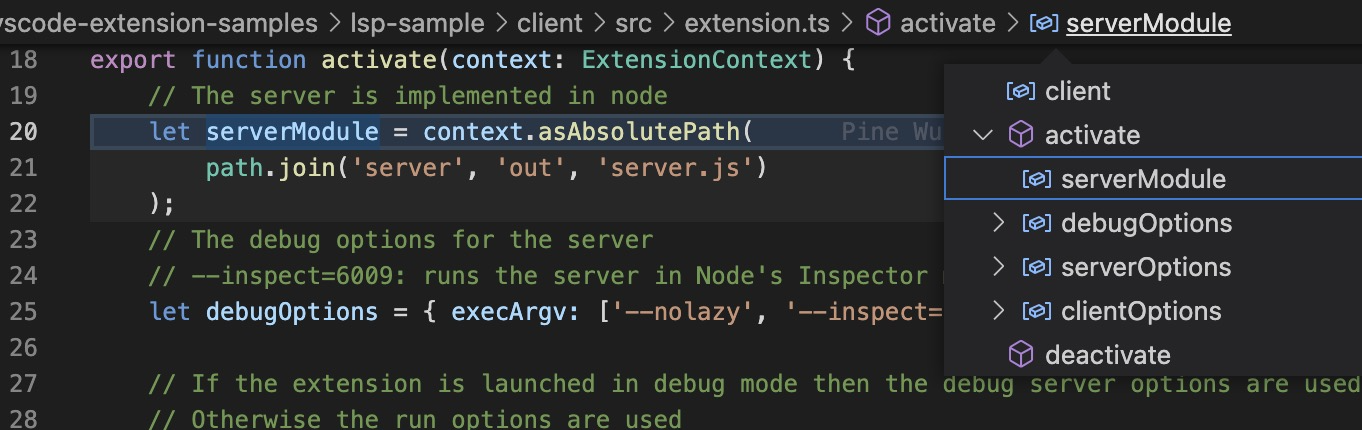 vscode-extension-samples > lsp-sample > client > src > extension.ts > activate > serverModule
18 export function activate(context: ExtensionContext) {
19 // The server is implemented in node
20 let serverModule = context.asAbsolutePath( Pine
21 path.join('server', 'out', 'server.js')
22 );
23 // The debug options for the server
24 // --inspect=6009: runs the server in Node's Inspector
25 let debugOptions = { execArgv: ['--nolazy', '--inspect=
26
27 // If the extension is launched in debug mode then the debug server options are used
28 // Otherwise the run options are used
client
activate
serverModule
debugOptions
serverOptions
clientOptions
deactivate